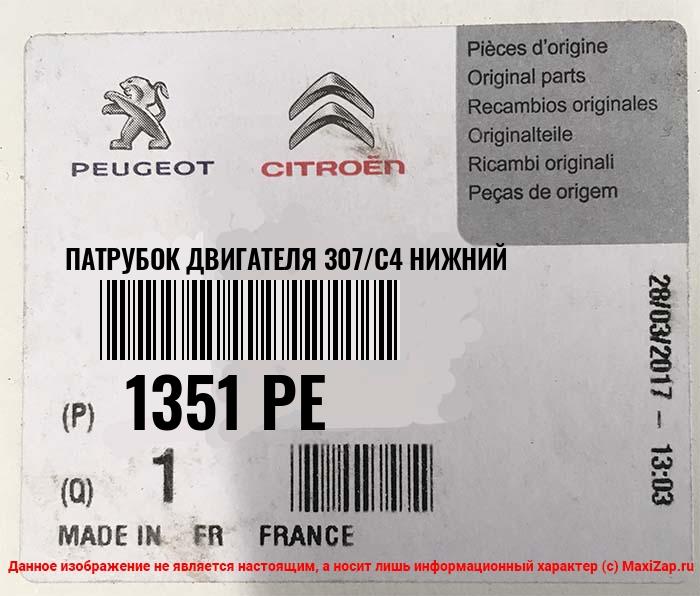 PEUGEOT
CITROËN
Pièces d'origine
Original parts
Recambios originales
Originalteile
Ricambi originali
Peças de origem
ПАТРУБОК ДВИГАТЕЛЯ 307/C4 НИЖНИЙ
(P) 1351 PE
(Q) 1
MADE IN FR FRANCE
28/03/2017 - 13:03
Данное изображение не является настоящим, а носит лишь информационный характер (c) MaxiZap.ru